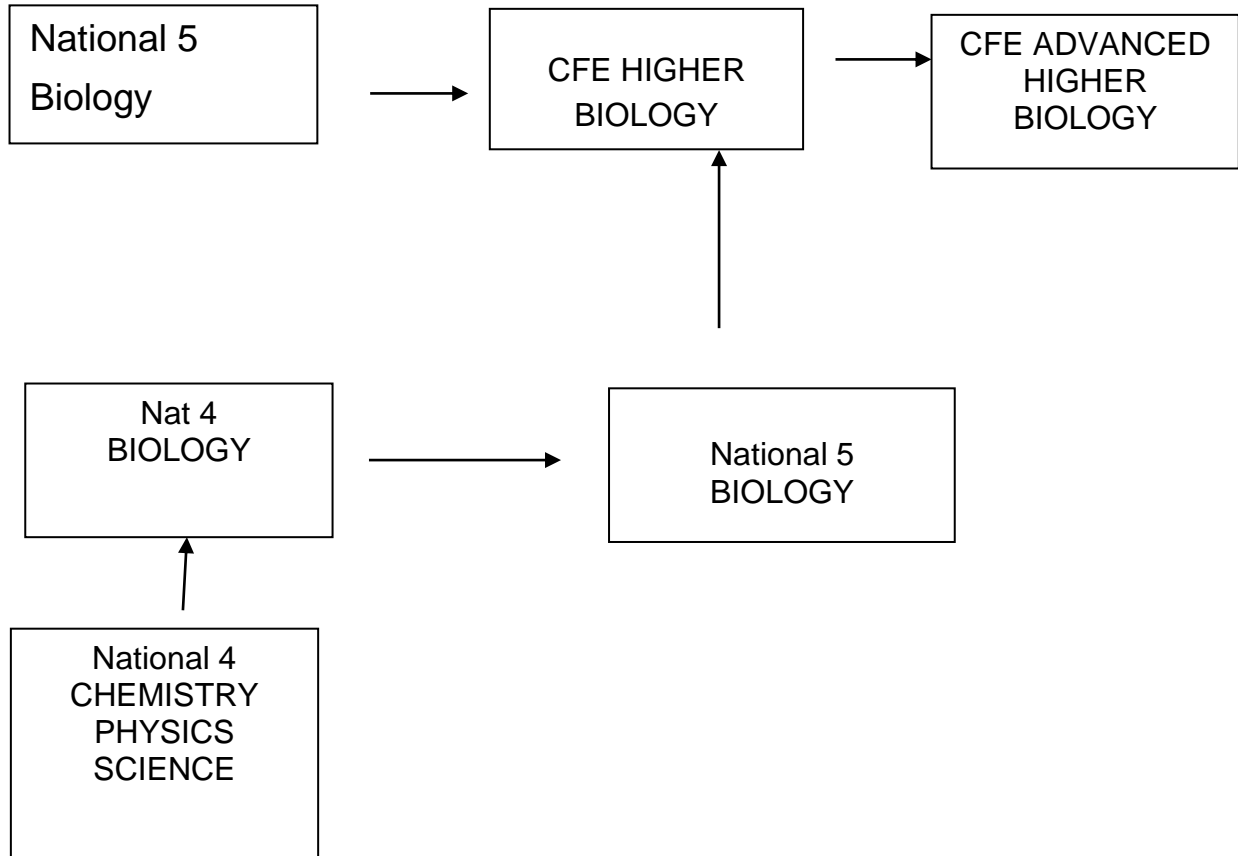 National 5
Biology
CFE HIGHER
BIOLOGY
CFE ADVANCED
HIGHER
BIOLOGY
Nat 4
BIOLOGY
National 5
BIOLOGY
National 4
CHEMISTRY
PHYSICS
SCIENCE